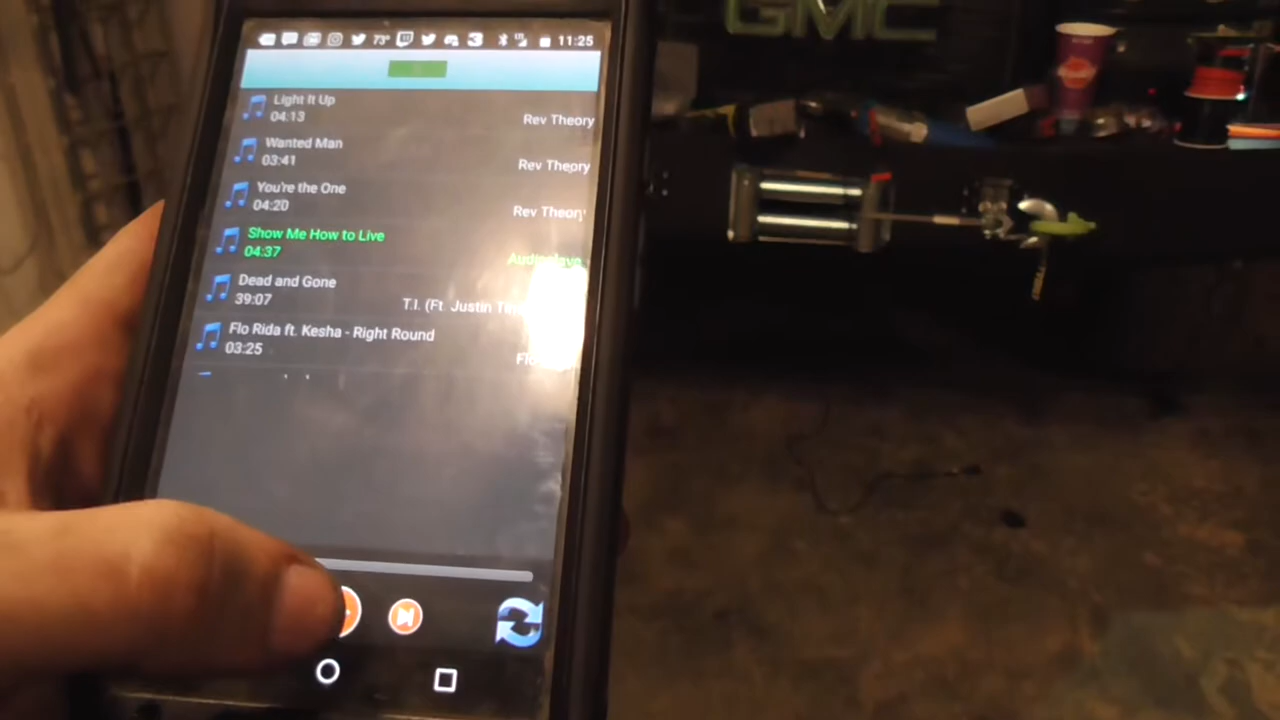 GMC
73° 11:25
Light It Up
04:13
Rev Theory
Wanted Man
03:41
Rev Theory
You're the One
04:20
Rev Theory
Show Me How to Live
04:37
Audioslave
Dead and Gone
39:07
T.I. (Ft. Justin
Flo Rida ft. Kesha - Right Round
03:25